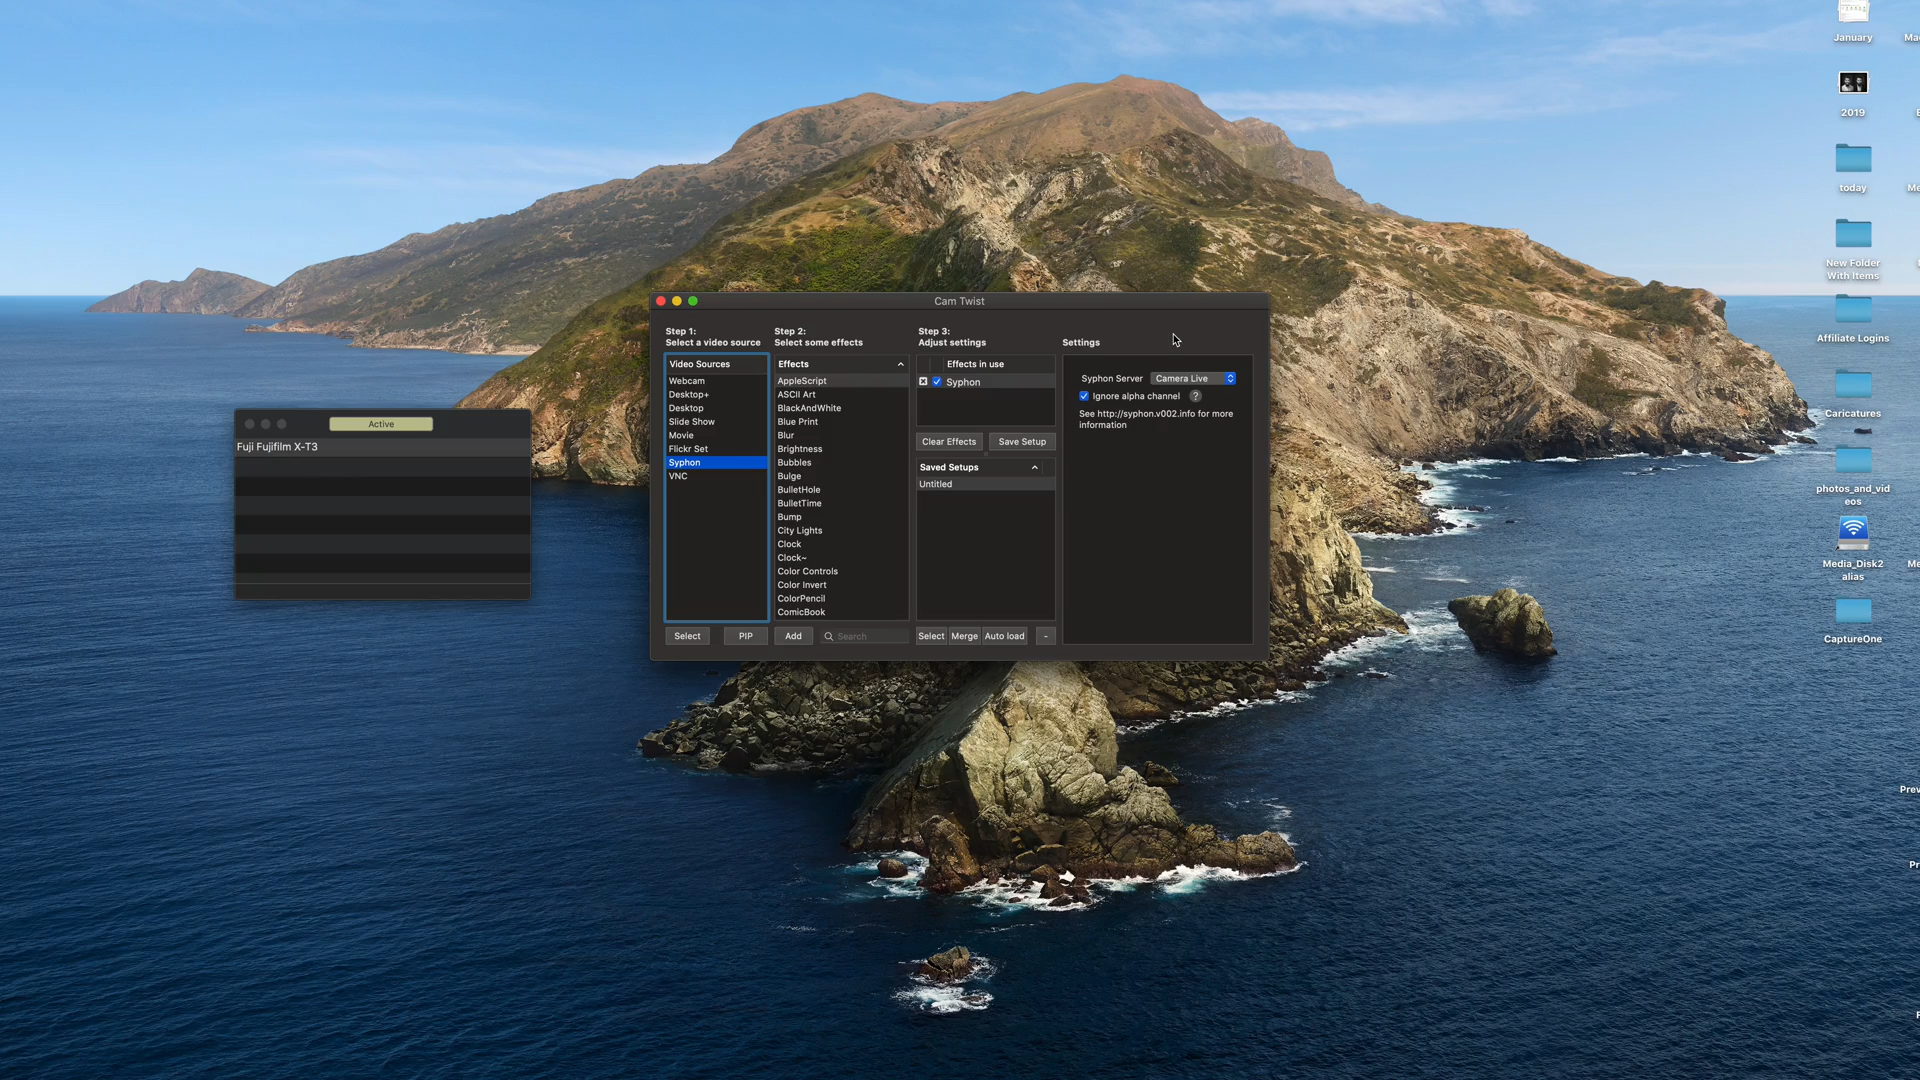 Active
Fuji Fujifilm X-T3
Cam Twist
Step 1:
Select a video source
Video Sources
Webcam
Desktop+
Desktop
Slide Show
Movie
Flickr Set
Syphon
VNC
Select
PIP
Step 2:
Select some effects
Effects
AppleScript
ASCII Art
BlackAndWhite
Blue Print
Blur
Brightness
Bubbles
Bulge
BulletHole
BulletTime
Bump
City Lights
Clock
Clock~
Color Controls
Color Invert
ColorPencil
ComicBook
Add
Search
Step 3:
Adjust settings
Effects in use
Syphon
Clear Effects
Save Setup
Saved Setups
Untitled
Select
Merge
Auto load
-
Settings
Syphon Server
Camera Live
Ignore alpha channel
?
See http://syphon.v002.info for more
information
January
2019
today
New Folder
With Items
Affiliate Logins
Caricatures
photos_and_vid
eos
Media_Disk2
alias
CaptureOne